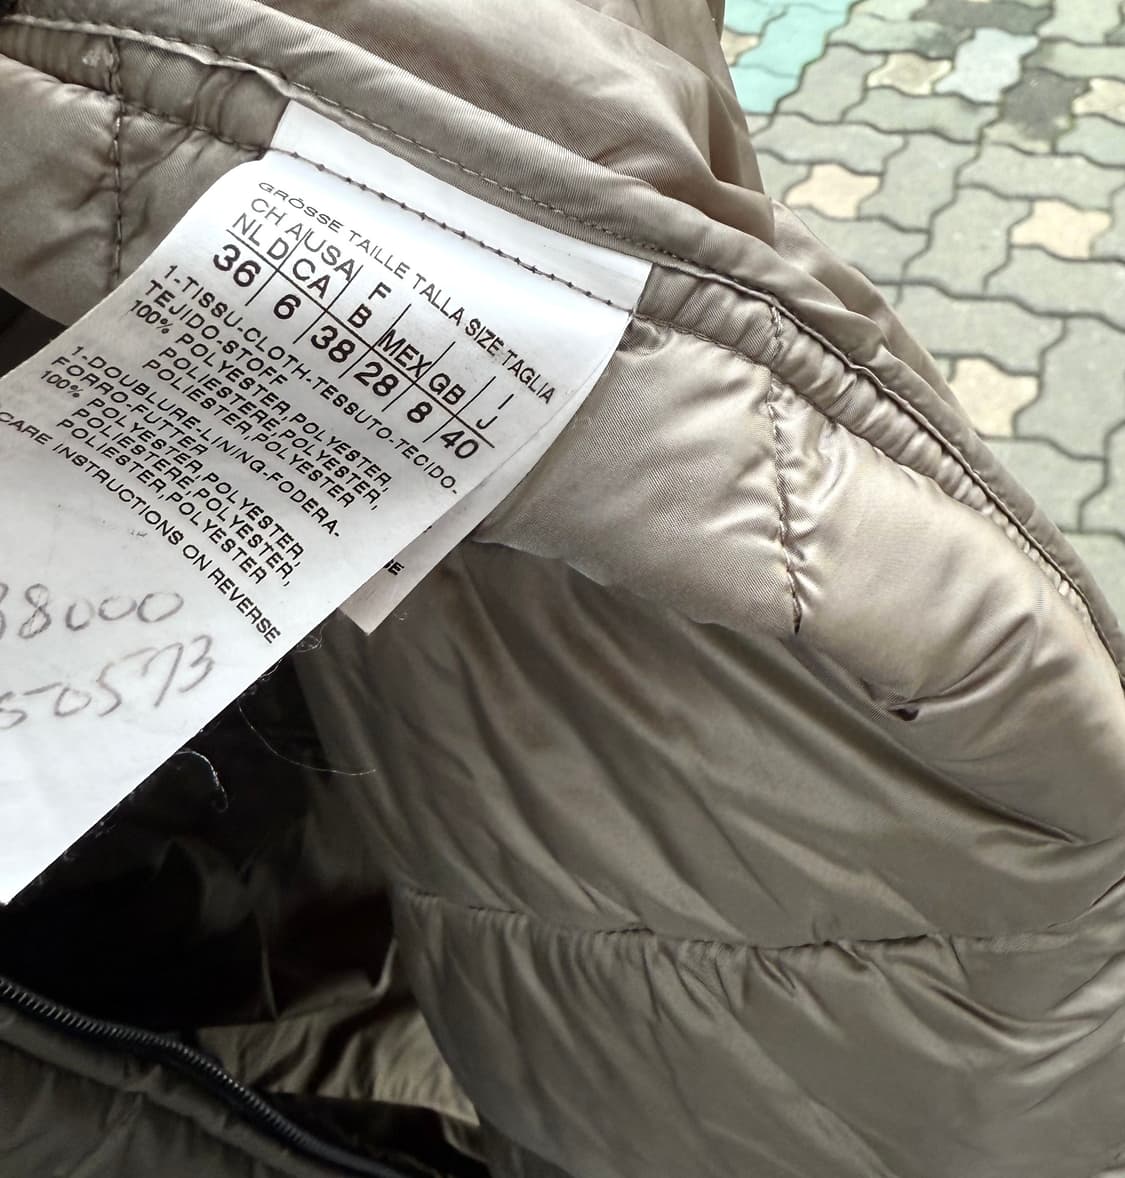 GRÖSSE TAILLE TALLA SIZE TAGLIA
CH A USA F I
NL D CA B MEX GB J
36 6 38 28 8 40
1-TISSU-CLOTH-TESSUTO-TECIDO-
TEJIDO-STOFF
100% POLYESTER,POLYESTER,
POLIESTERE,POLYESTER,
POLIESTER,POLYESTER
1-DOUBLURE-LINING-FODERA-
FORRO-FUTTER
100% POLYESTER,POLYESTER,
POLIESTERE,POLYESTER,
POLIESTER,POLYESTER
CARE INSTRUCTIONS ON REVERSE
38000
50573